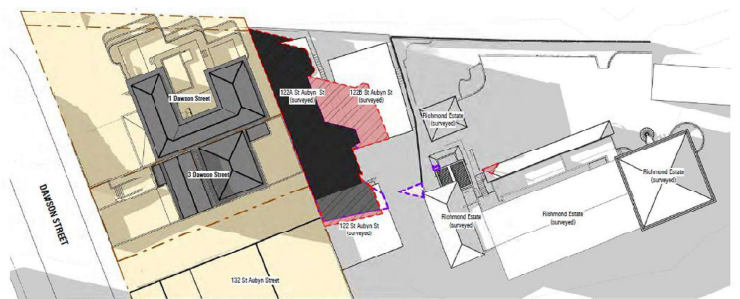 1 Dawson Street
122A St Aubyn St
(surveyed)
122B St Aubyn St
(surveyed)
Richmond Estate
(surveyed)
3 Dawson Street
Richmond Estate
(surveyed)
DAWSON STREET
Richmond Estate
(surveyed)
Richmond Estate
(surveyed)
122 St Aubyn St
(surveyed)
132 St Aubyn Street